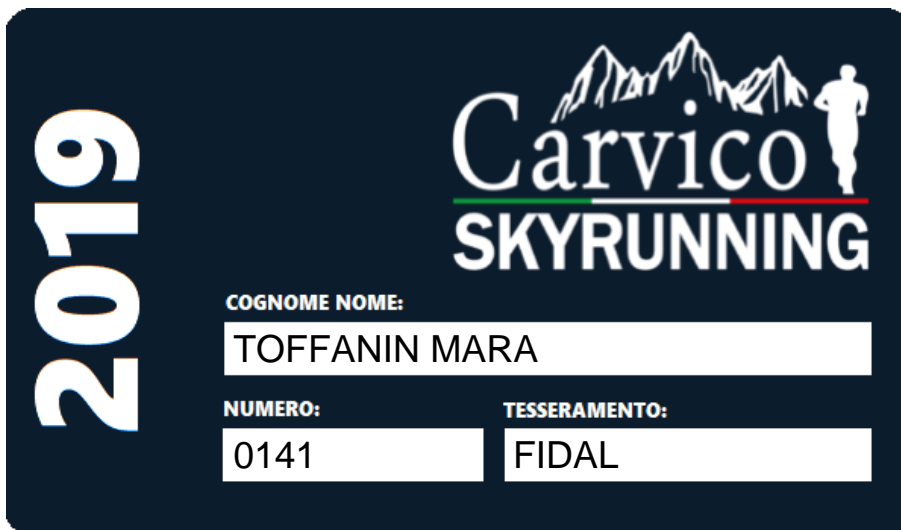 2019
Carvico
SKYRUNNING
COGNOME NOME:
TOFFANIN MARA
NUMERO:
TESSERAMENTO:
0141
FIDAL